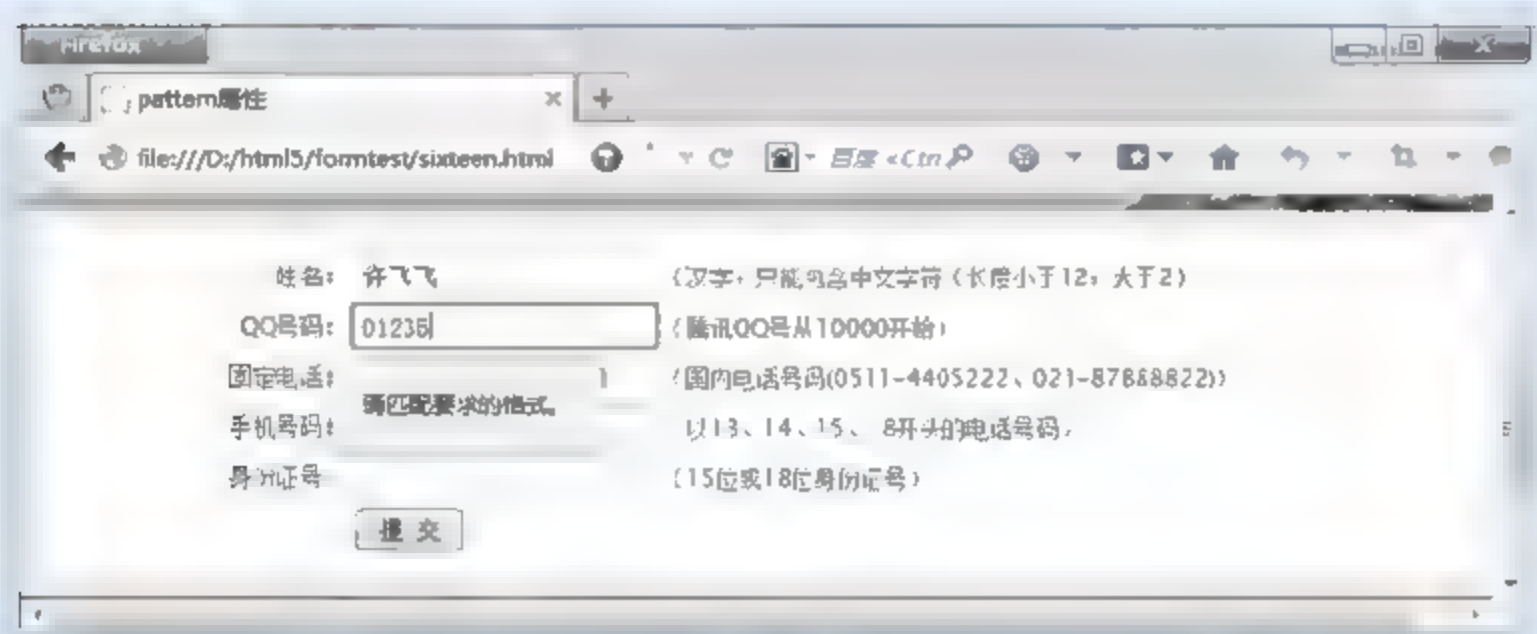 Firefox
pattern属性
file:///D:/html5/formtest/sixteen.html
百度 <Ctrl
姓名： 许飞飞 （汉字，只能包含中文字符（长度小于12，大于2）
QQ号码： 01235 （腾讯QQ号从10000开始）
固定电话： （国内电话号码(0511-4405222、021-87888822)）
请匹配要求的格式。
手机号码： 以13、14、15、 8开头的电话号码
身份证号 （15位或18位身份证号）
提 交